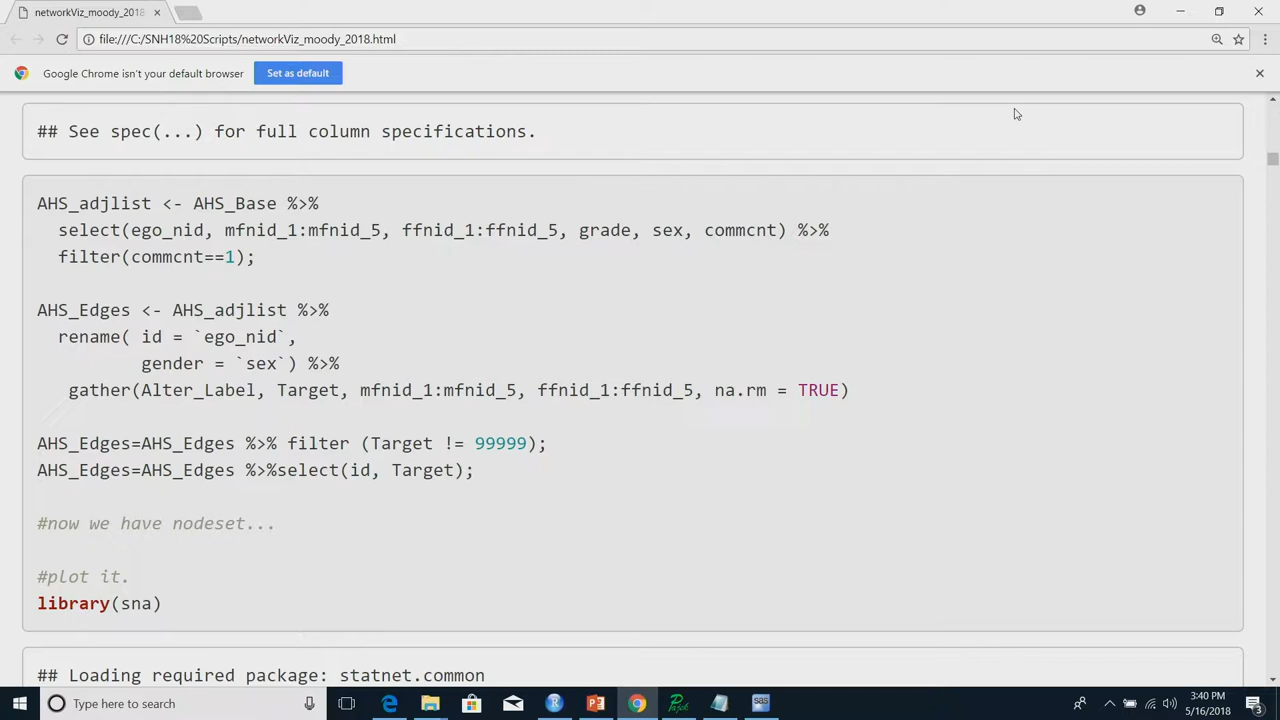 networkViz_moody_2018
file:///C:/SNH18%20Scripts/networkViz_moody_2018.html
Google Chrome isn't your default browser
Set as default
## See spec(...) for full column specifications.
AHS_adjlist <- AHS_Base %>%
select(ego_nid, mfnid_1:mfnid_5, ffnid_1:ffnid_5, grade, sex, commcnt) %>%
filter(commcnt==1);
AHS_Edges <- AHS_adjlist %>%
rename( id = `ego_nid`,
gender = `sex`) %>%
gather(Alter_Label, Target, mfnid_1:mfnid_5, ffnid_1:ffnid_5, na.rm = TRUE)
AHS_Edges=AHS_Edges %>% filter (Target != 99999);
AHS_Edges=AHS_Edges %>%select(id, Target);
#now we have nodeset...
#plot it.
library(sna)
## Loading required package: statnet.common
Type here to search
R
Pajek
sas
3:40 PM
5/16/2018
3